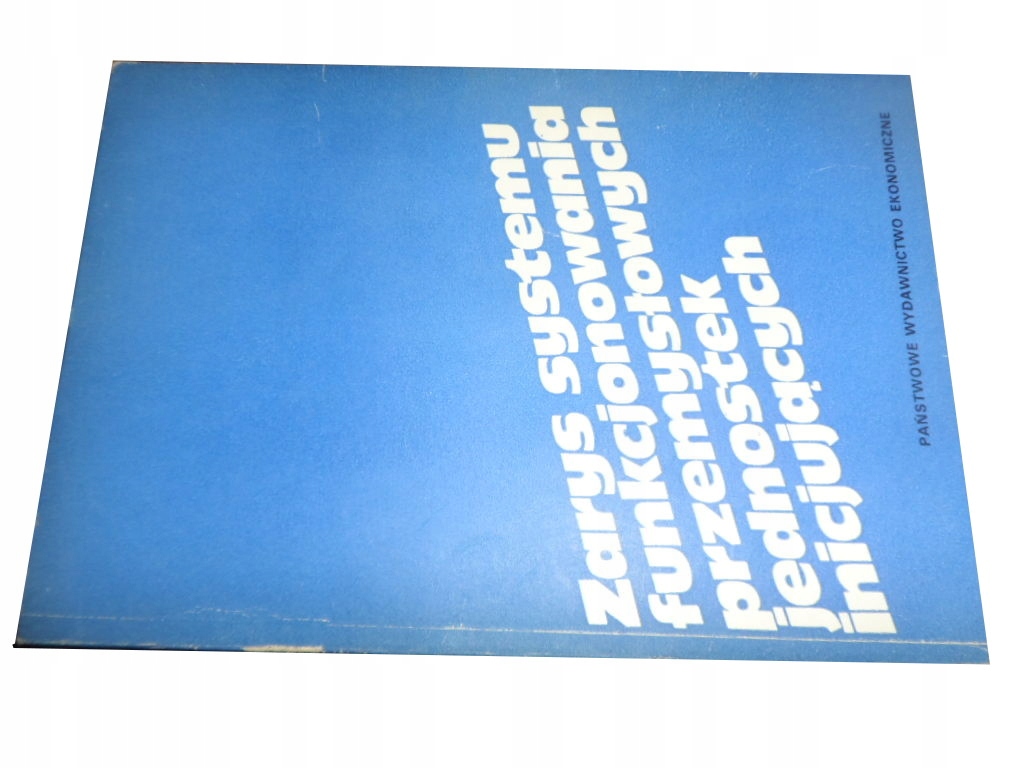 Zarys systemu
funkcjonowania
przemysłowych
jednostek
inicjujących
PAŃSTWOWE WYDAWNICTWO EKONOMICZNE